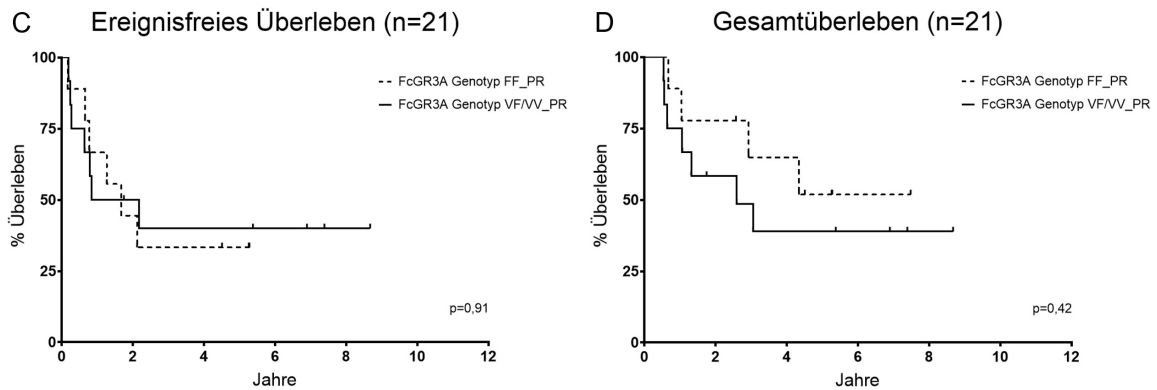 C
Ereignisfreies Überleben (n=21)
% Überleben
100
75
50
25
0
FcGR3A Genotyp FF_PR
FcGR3A Genotyp VF/VV_PR
p=0,91
0 2 4 6 8 10 12
Jahre
D
Gesamtüberleben (n=21)
% Überleben
100
75
50
25
0
FcGR3A Genotyp FF_PR
FcGR3A Genotyp VF/VV_PR
p=0,42
0 2 4 6 8 10 12
Jahre